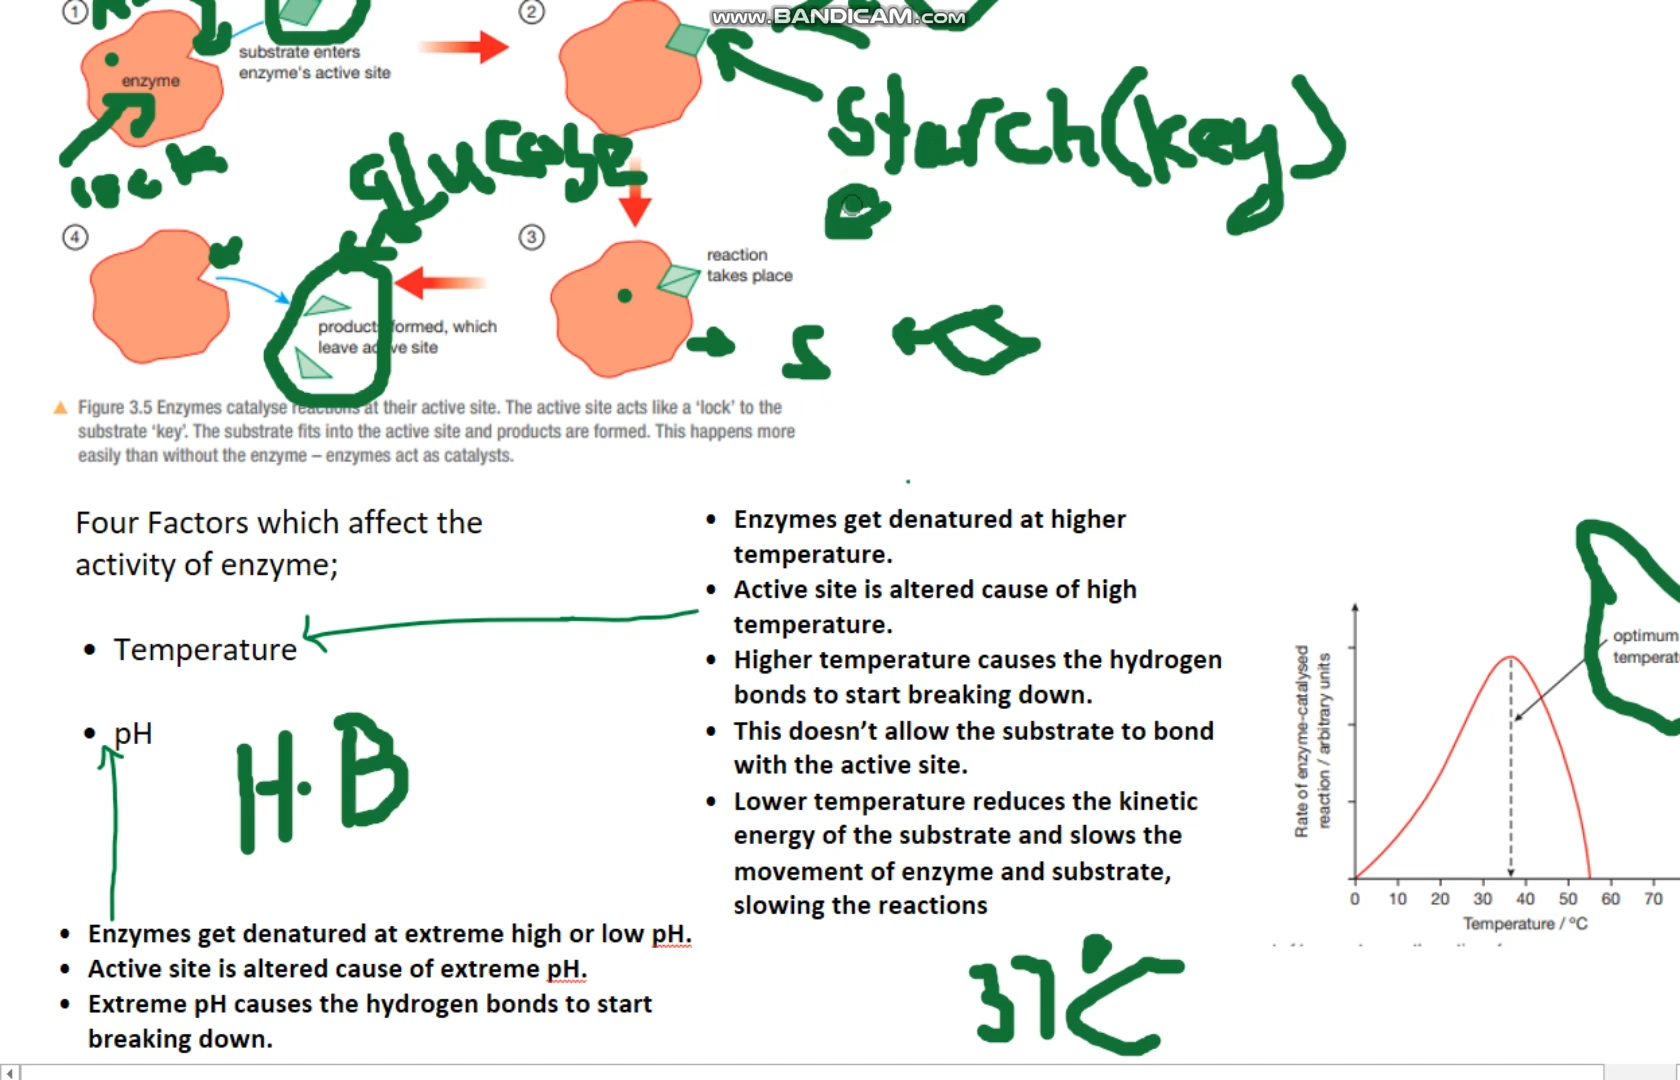 www.BANDICAM.com
1
substrate enters
enzyme's active site
enzyme
lock
2
starch (key)
glucose
4
products formed, which
leave active site
3
reaction
takes place
S
Figure 3.5 Enzymes catalyse reactions at their active site. The active site acts like a 'lock' to the
substrate 'key'. The substrate fits into the active site and products are formed. This happens more
easily than without the enzyme – enzymes act as catalysts.
Four Factors which affect the
activity of enzyme;
• Temperature
• pH
H.B
• Enzymes get denatured at extreme high or low pH.
• Active site is altered cause of extreme pH.
• Extreme pH causes the hydrogen bonds to start
breaking down.
• Enzymes get denatured at higher
temperature.
• Active site is altered cause of high
temperature.
• Higher temperature causes the hydrogen
bonds to start breaking down.
• This doesn't allow the substrate to bond
with the active site.
• Lower temperature reduces the kinetic
energy of the substrate and slows the
movement of enzyme and substrate,
slowing the reactions
37°C
Rate of enzyme-catalysed
reaction / arbitrary units
optimum
temperat
0 10 20 30 40 50 60 70
Temperature / °C